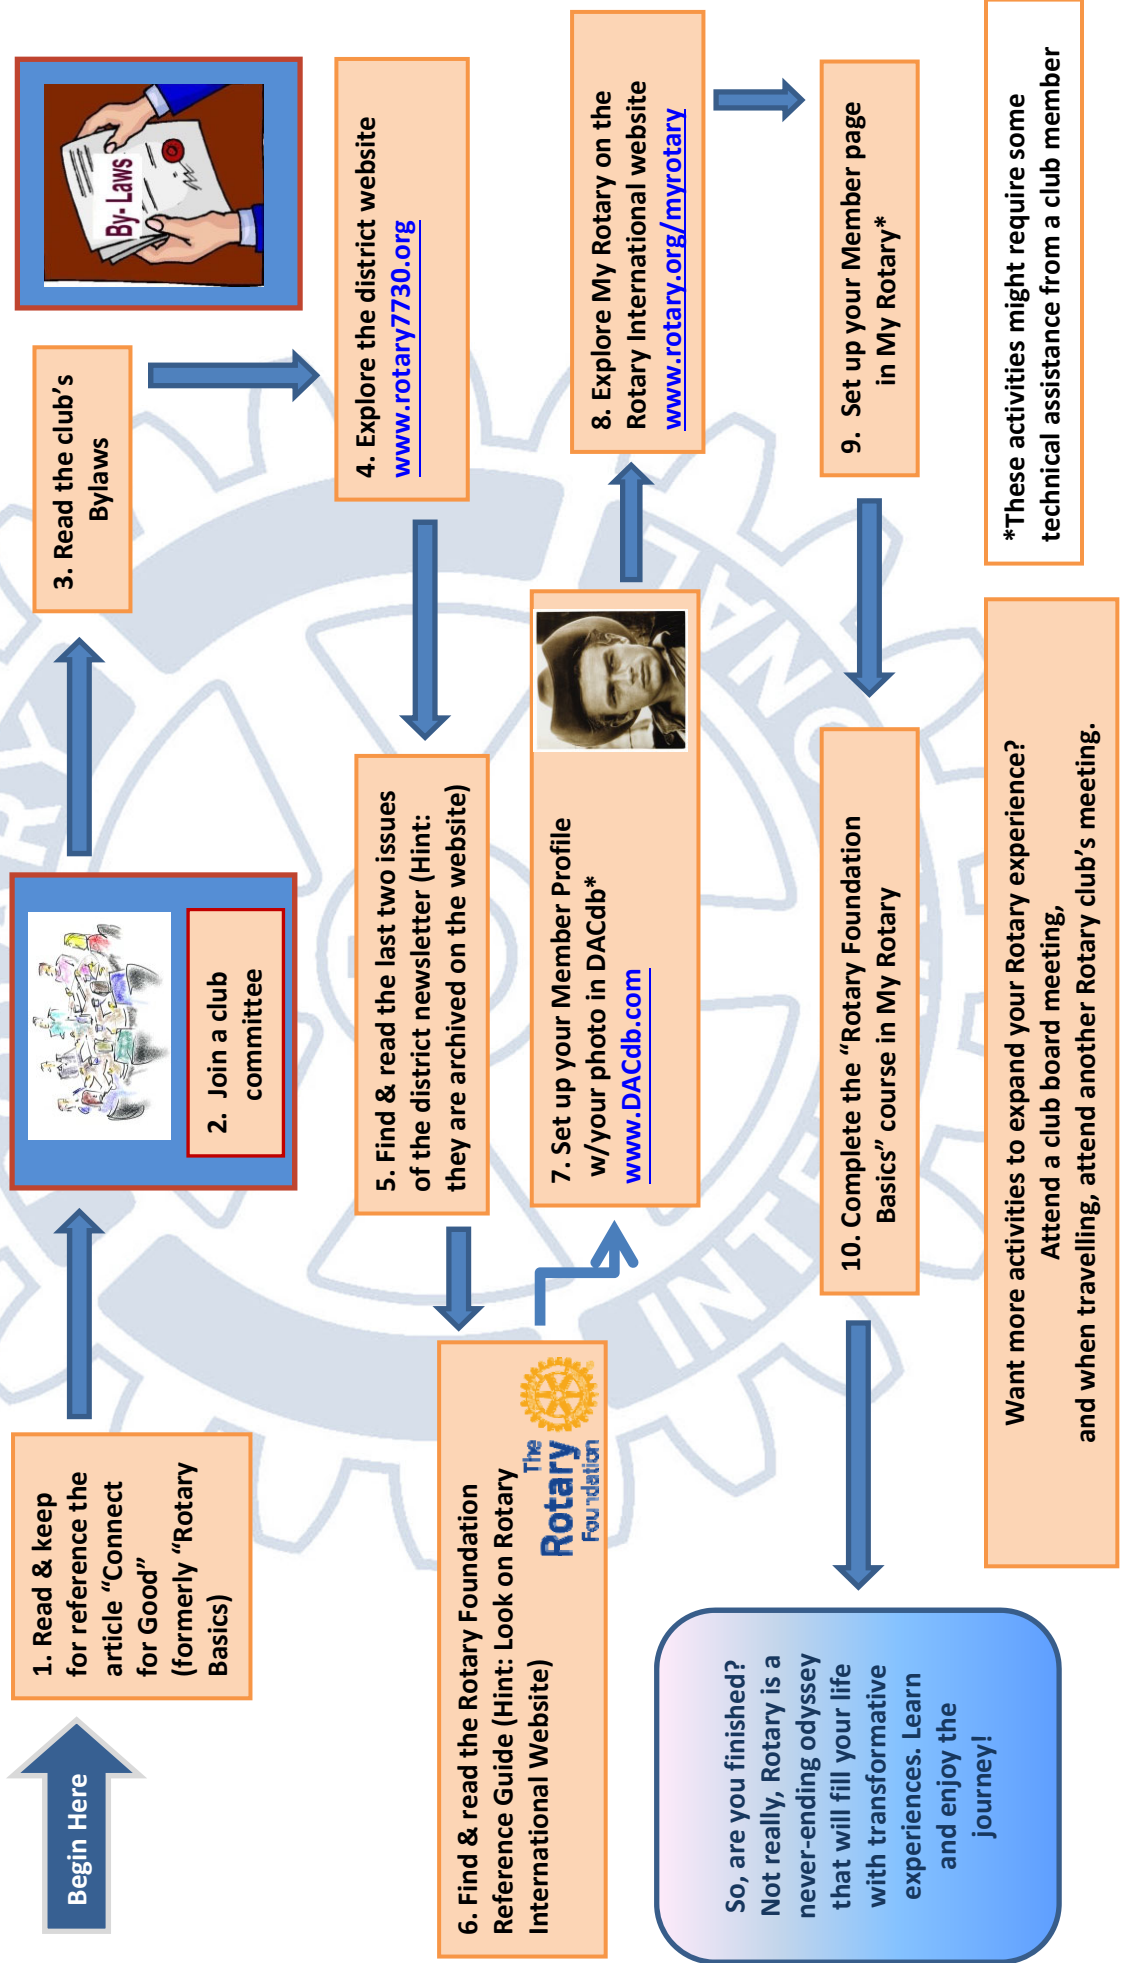 Begin Here
1. Read & keep
for reference the
article “Connect
for Good”
(formerly “Rotary
Basics)
2. Join a club
committee
3. Read the club’s
Bylaws
By-Laws
4. Explore the district website
www.rotary7730.org
5. Find & read the last two issues
of the district newsletter (Hint:
they are archived on the website)
6. Find & read the Rotary Foundation
Reference Guide (Hint: Look on Rotary
International Website)
The
Rotary
Foundation
7. Set up your Member Profile
w/your photo in DACdb*
www.DACdb.com
8. Explore My Rotary on the
Rotary International website
www.rotary.org/myrotary
9. Set up your Member page
in My Rotary*
10. Complete the “Rotary Foundation
Basics” course in My Rotary
So, are you finished?
Not really, Rotary is a
never-ending odyssey
that will fill your life
with transformative
experiences. Learn
and enjoy the
journey!
Want more activities to expand your Rotary experience?
Attend a club board meeting,
and when travelling, attend another Rotary club’s meeting.
*These activities might require some
technical assistance from a club member